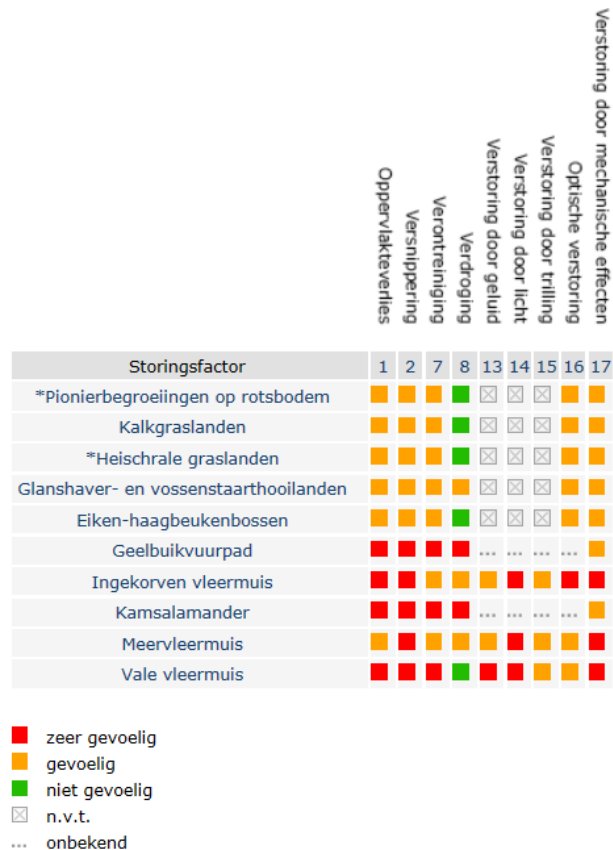 Oppervlakteverlies
Versnippering
Verontreiniging
Verdroging
Verstoring door geluid
Verstoring door licht
Verstoring door trilling
Optische verstoring
Verstoring door mechanische effecten
Storingsfactor 1 2 7 8 13 14 15 16 17
*Pionierbegroeiingen op rotsbodem
Kalkgraslanden
*Heischrale graslanden
Glanshaver- en vossenstaarthooilanden
Eiken-haagbeukenbossen
Geelbuikvuurpad ... ... ... ...
Ingekorven vleermuis
Kamsalamander ... ... ... ...
Meervleermuis
Vale vleermuis
zeer gevoelig
gevoelig
niet gevoelig
n.v.t.
... onbekend